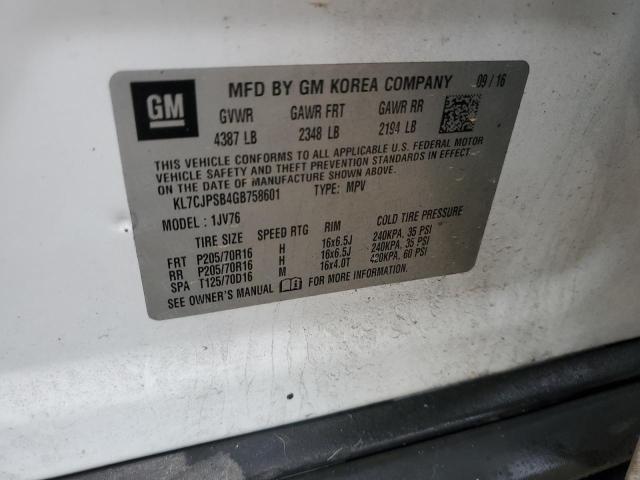 GM
MFD BY GM KOREA COMPANY 09/16
GVWR GAWR FRT GAWR RR
4387 LB 2348 LB 2194 LB
THIS VEHICLE CONFORMS TO ALL APPLICABLE U.S. FEDERAL MOTOR
VEHICLE SAFETY AND THEFT PREVENTION STANDARDS IN EFFECT
ON THE DATE OF MANUFACTURE SHOWN ABOVE.
KL7CJPSB4GB758601 TYPE: MPV
MODEL : 1JV76
TIRE SIZE SPEED RTG RIM COLD TIRE PRESSURE
FRT P205/70R16 H 16x6.5J 240KPA, 35 PSI
RR P205/70R16 H 16x6.5J 240KPA, 35 PSI
SPA T125/70D16 M 16x4.0T 420KPA, 60 PSI
SEE OWNER'S MANUAL FOR MORE INFORMATION.